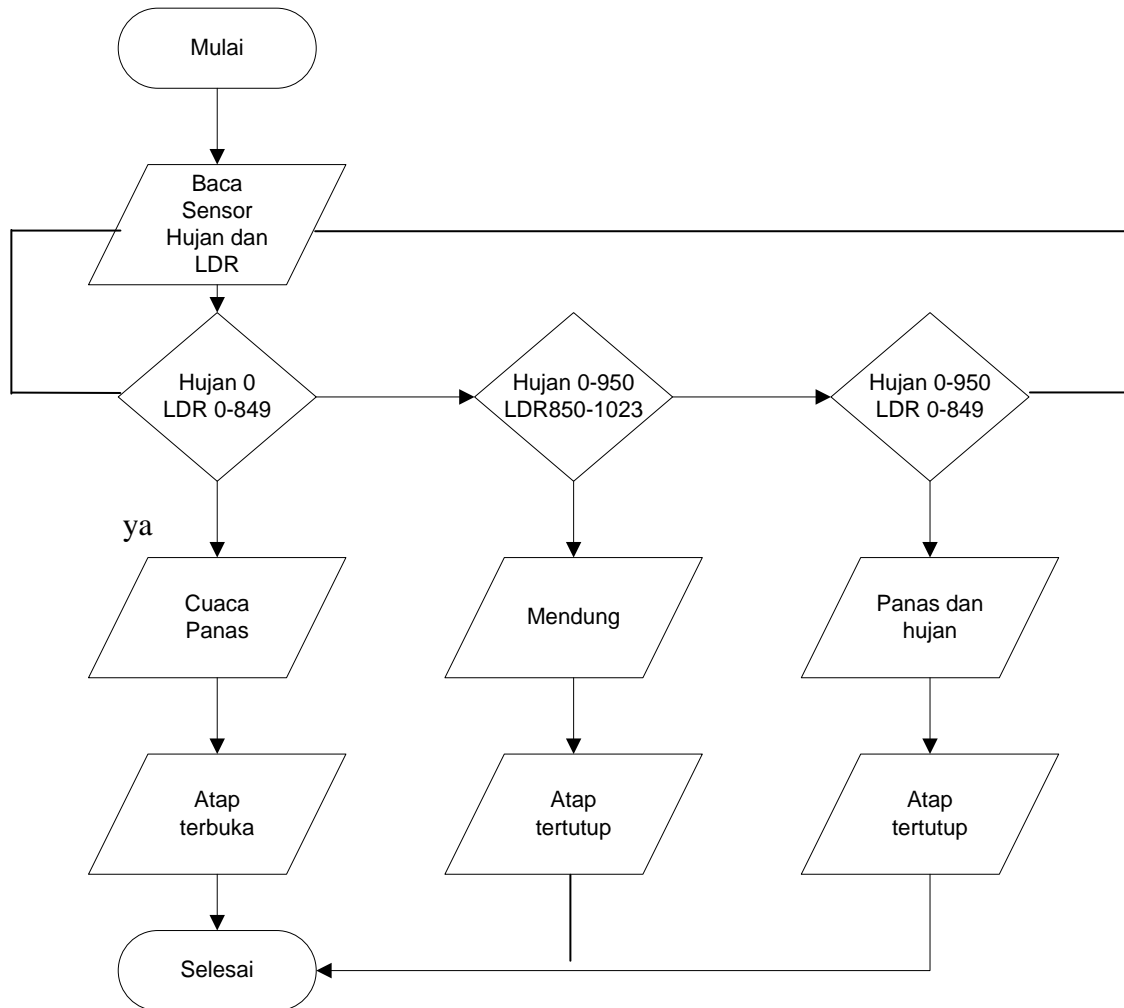 Mulai
Baca
Sensor
Hujan dan
LDR
Hujan 0
LDR 0-849
Hujan 0-950
LDR850-1023
Hujan 0-950
LDR 0-849
ya
Cuaca
Panas
Mendung
Panas dan
hujan
Atap
terbuka
Atap
tertutup
Atap
tertutup
Selesai